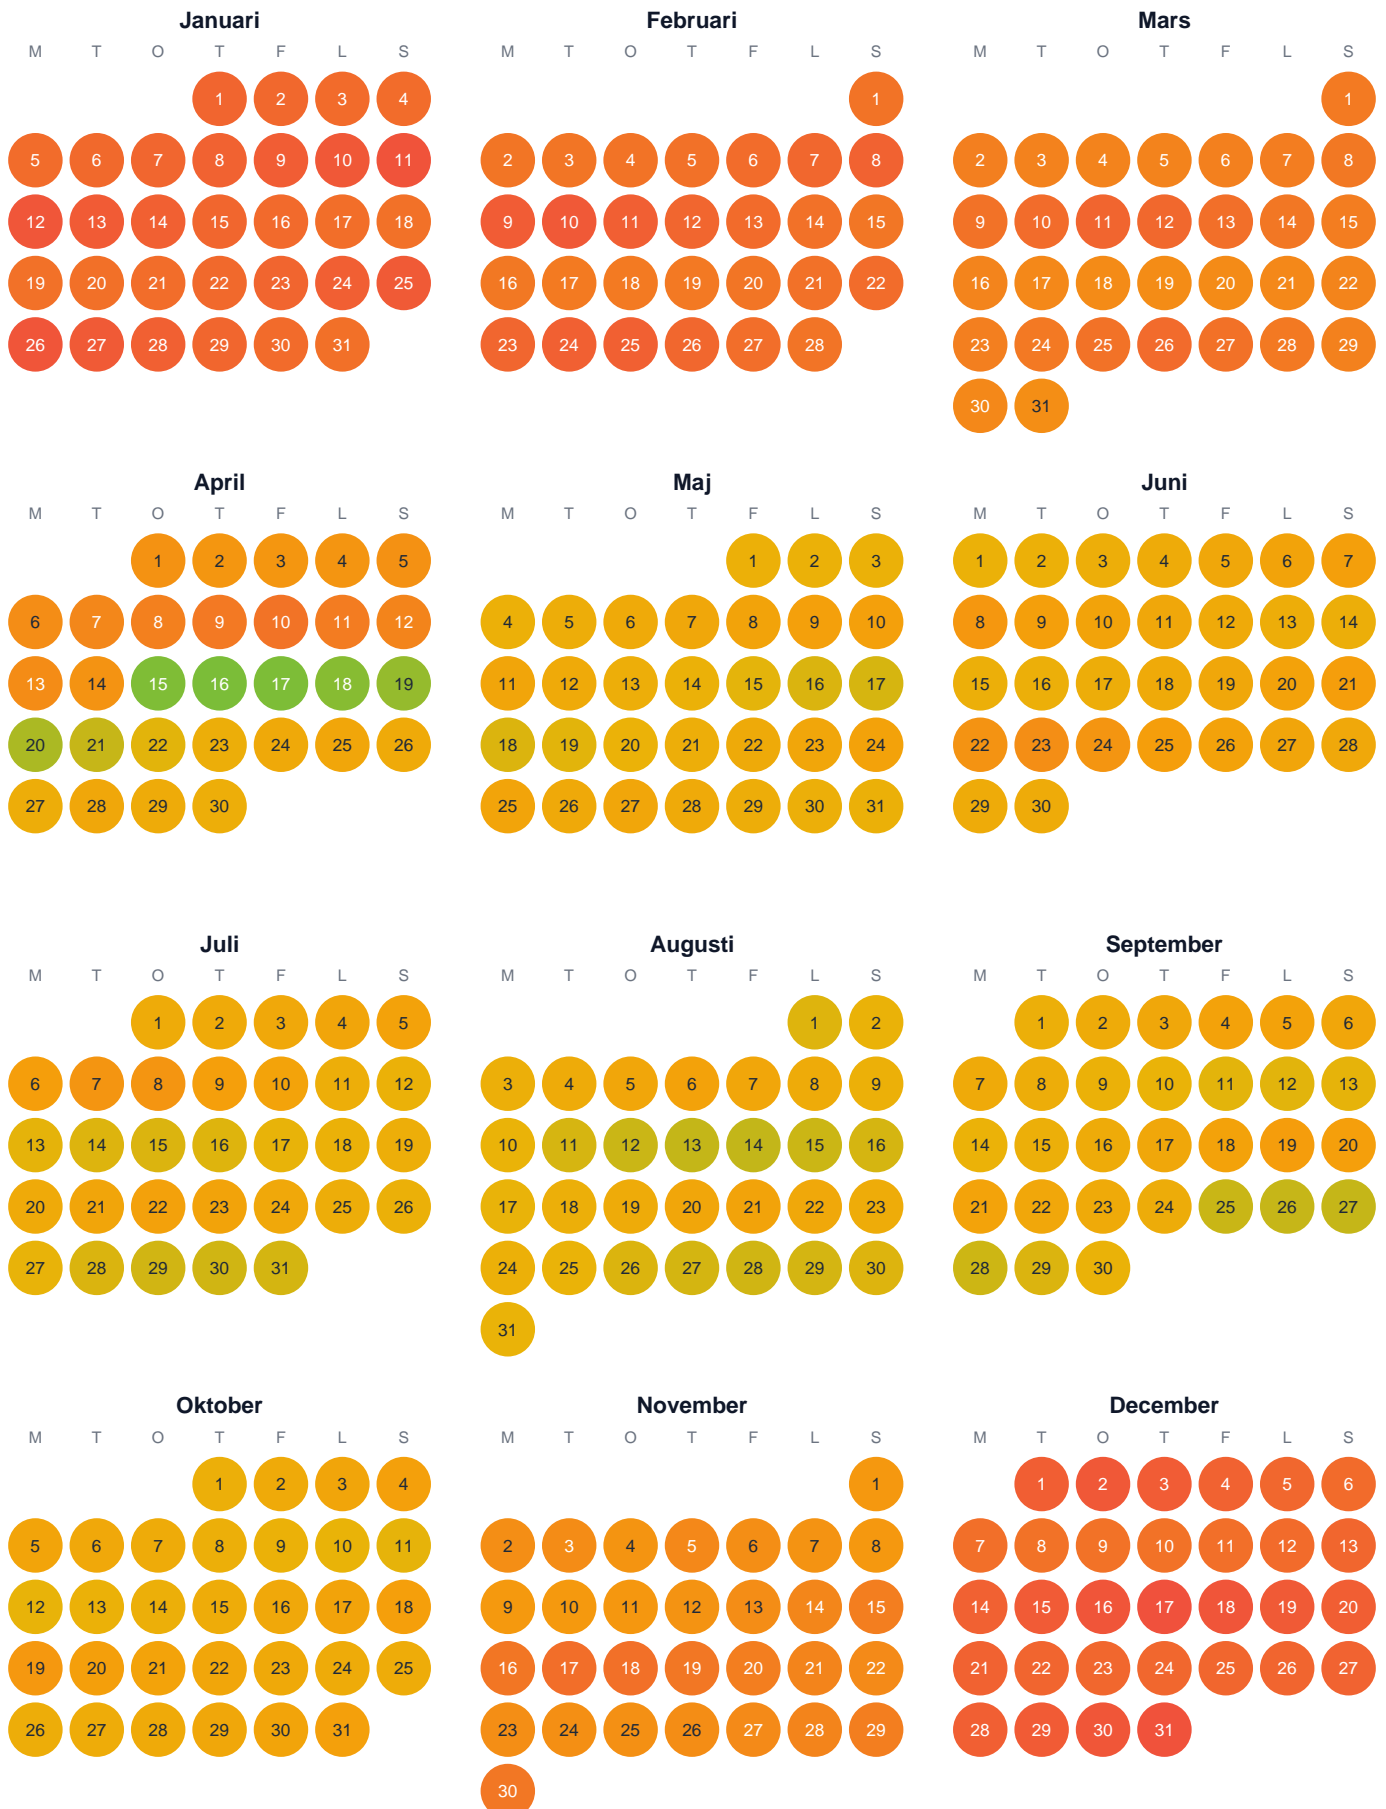 Januari Februari Mars
M T O T F L S M T O T F L S M T O T F L S
1 2 3 4 1 1
5 6 7 8 9 10 11 2 3 4 5 6 7 8 2 3 4 5 6 7 8
12 13 14 15 16 17 18 9 10 11 12 13 14 15 9 10 11 12 13 14 15
19 20 21 22 23 24 25 16 17 18 19 20 21 22 16 17 18 19 20 21 22
26 27 28 29 30 31 23 24 25 26 27 28 23 24 25 26 27 28 29
30 31
April Maj Juni
M T O T F L S M T O T F L S M T O T F L S
1 2 3 4 5 1 2 3 1 2 3 4 5 6 7
6 7 8 9 10 11 12 4 5 6 7 8 9 10 8 9 10 11 12 13 14
13 14 15 16 17 18 19 11 12 13 14 15 16 17 15 16 17 18 19 20 21
20 21 22 23 24 25 26 18 19 20 21 22 23 24 22 23 24 25 26 27 28
27 28 29 30 25 26 27 28 29 30 31 29 30
Juli Augusti September
M T O T F L S M T O T F L S M T O T F L S
1 2 3 4 5 1 2 1 2 3 4 5 6
6 7 8 9 10 11 12 3 4 5 6 7 8 9 7 8 9 10 11 12 13
13 14 15 16 17 18 19 10 11 12 13 14 15 16 14 15 16 17 18 19 20
20 21 22 23 24 25 26 17 18 19 20 21 22 23 21 22 23 24 25 26 27
27 28 29 30 31 24 25 26 27 28 29 30 28 29 30
31
Oktober November December
M T O T F L S M T O T F L S M T O T F L S
1 2 3 4 1 1 2 3 4 5 6
5 6 7 8 9 10 11 2 3 4 5 6 7 8 7 8 9 10 11 12 13
12 13 14 15 16 17 18 9 10 11 12 13 14 15 14 15 16 17 18 19 20
19 20 21 22 23 24 25 16 17 18 19 20 21 22 21 22 23 24 25 26 27
26 27 28 29 30 31 23 24 25 26 27 28 29 28 29 30 31
30